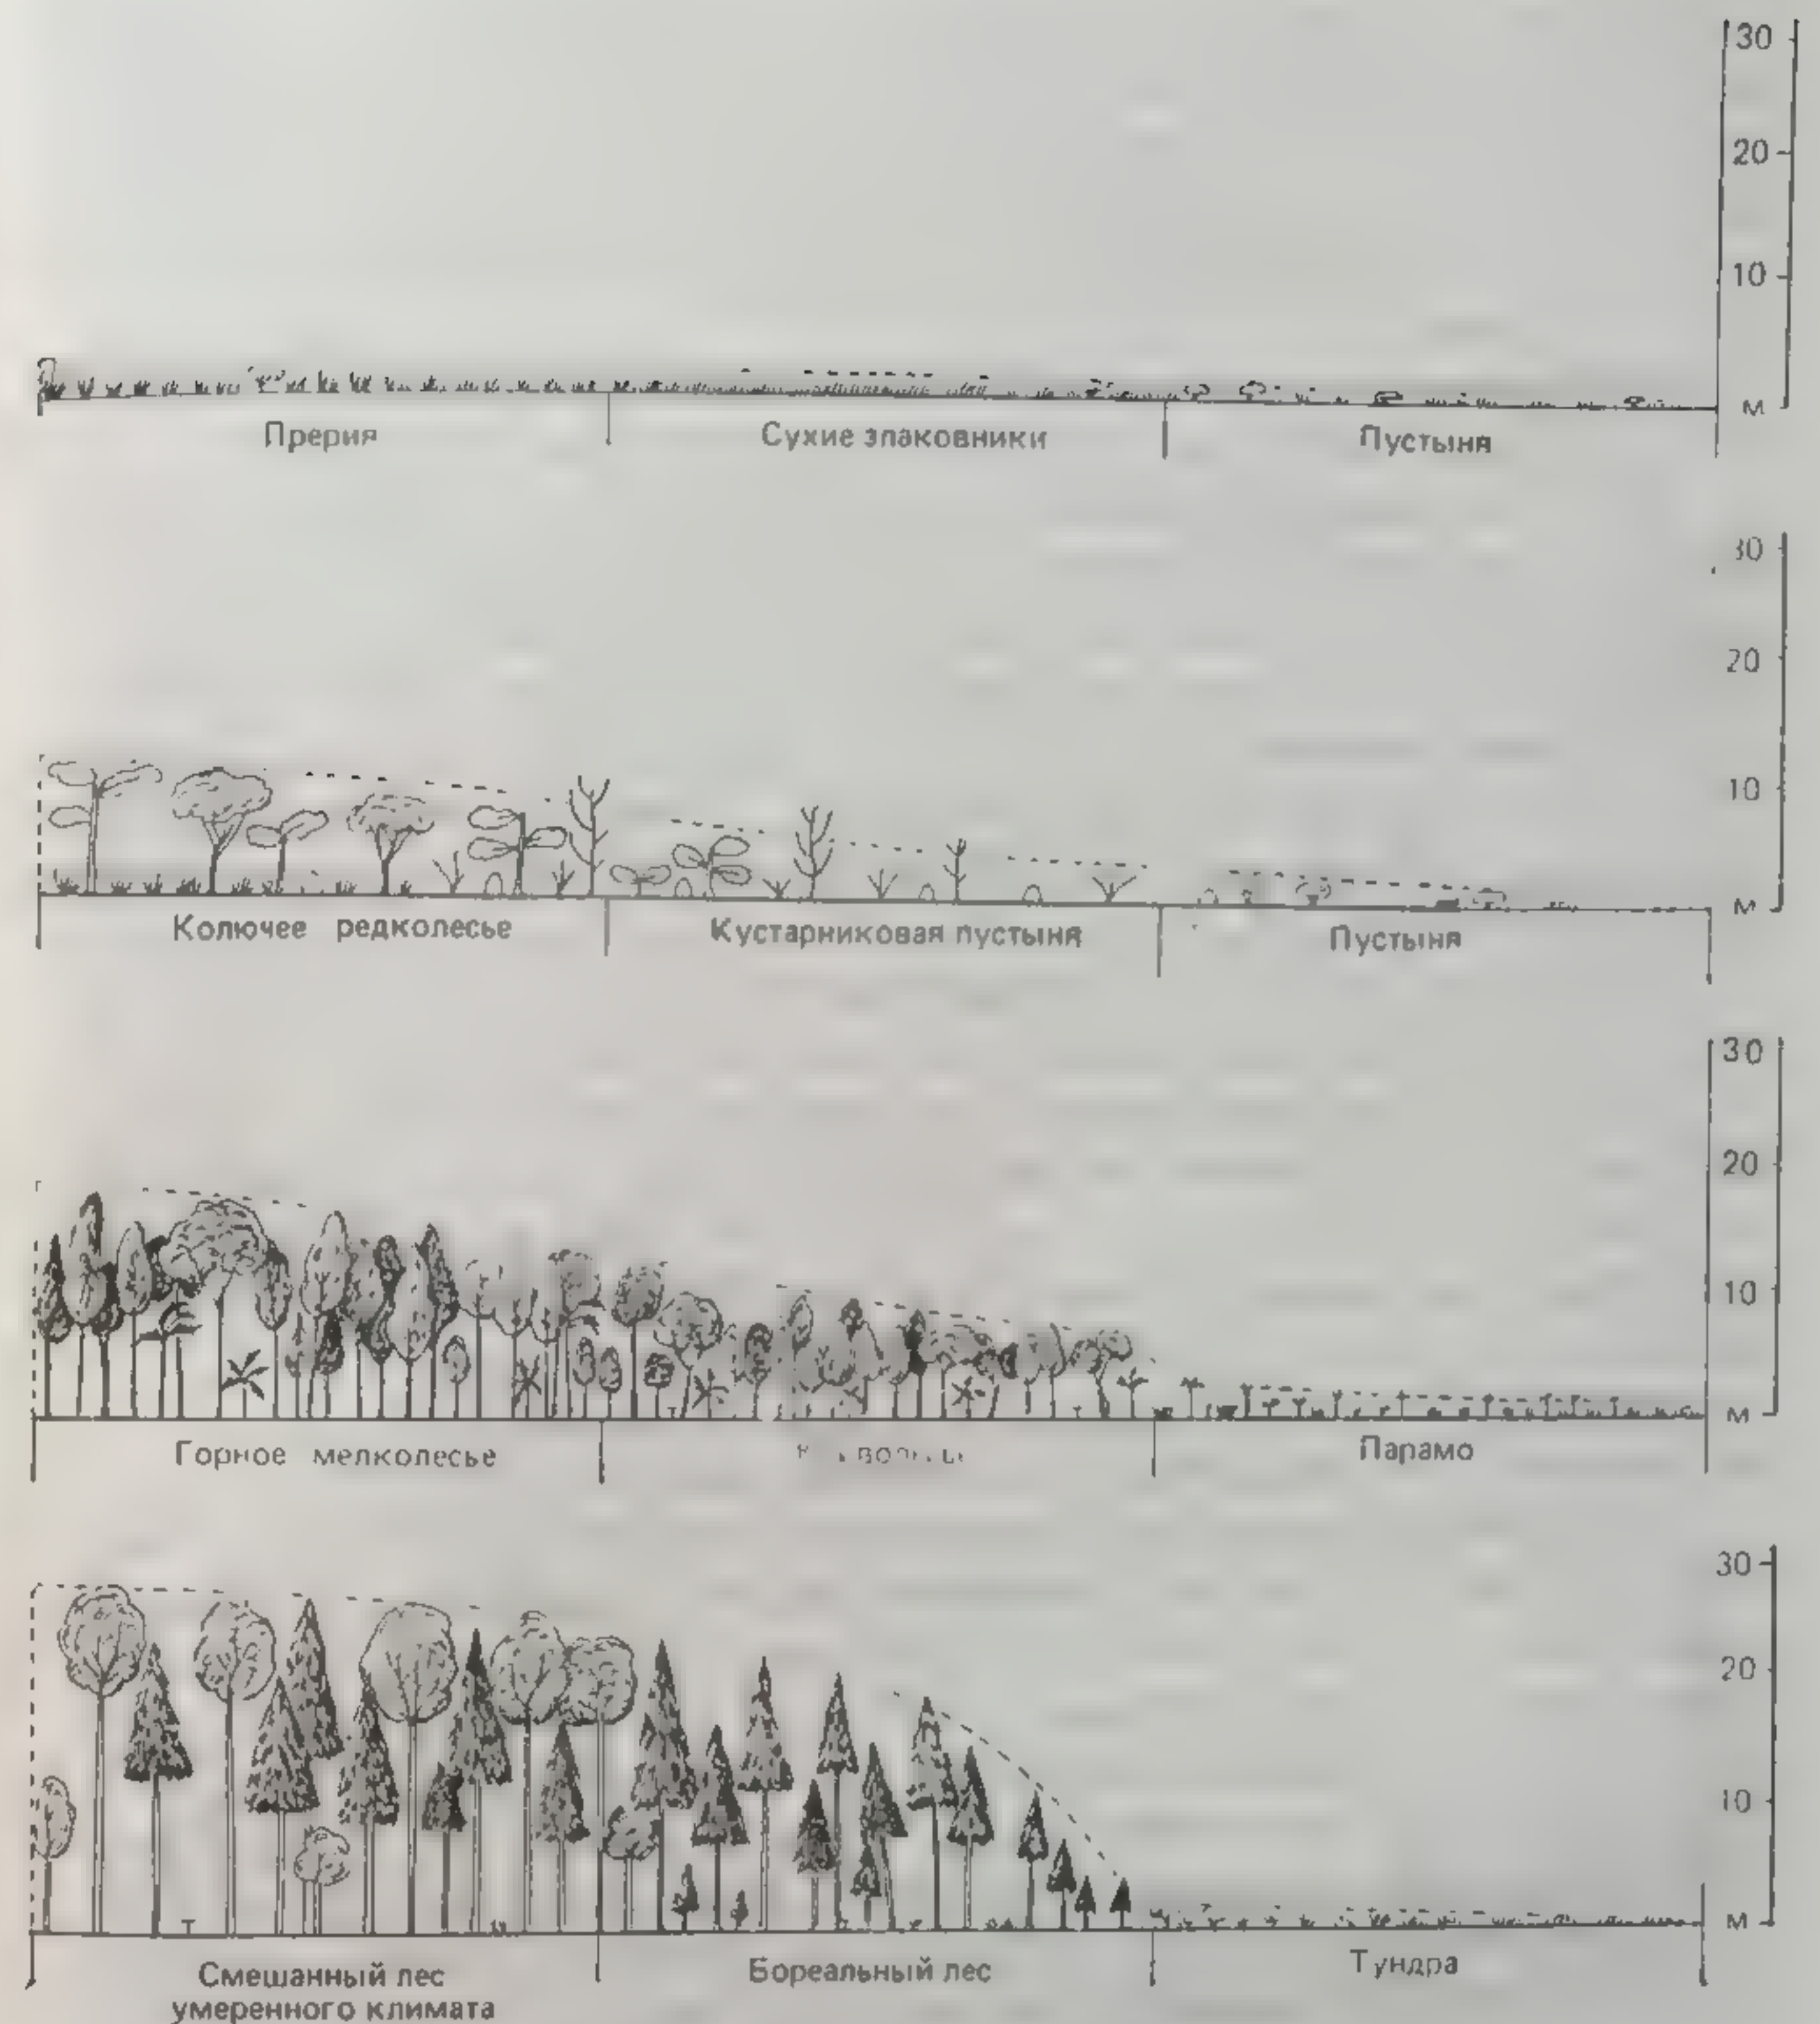 30
20
10
м
Прерия
Сухие злаковники
Пустыня
30
20
10
м
Колючее редколесье
Кустарниковая пустыня
Пустыня
30
20
10
м
Горное мелколесье
Парамо
30
20
10
м
Смешанный лес
умеренного климата
Бореальный лес
Тундра